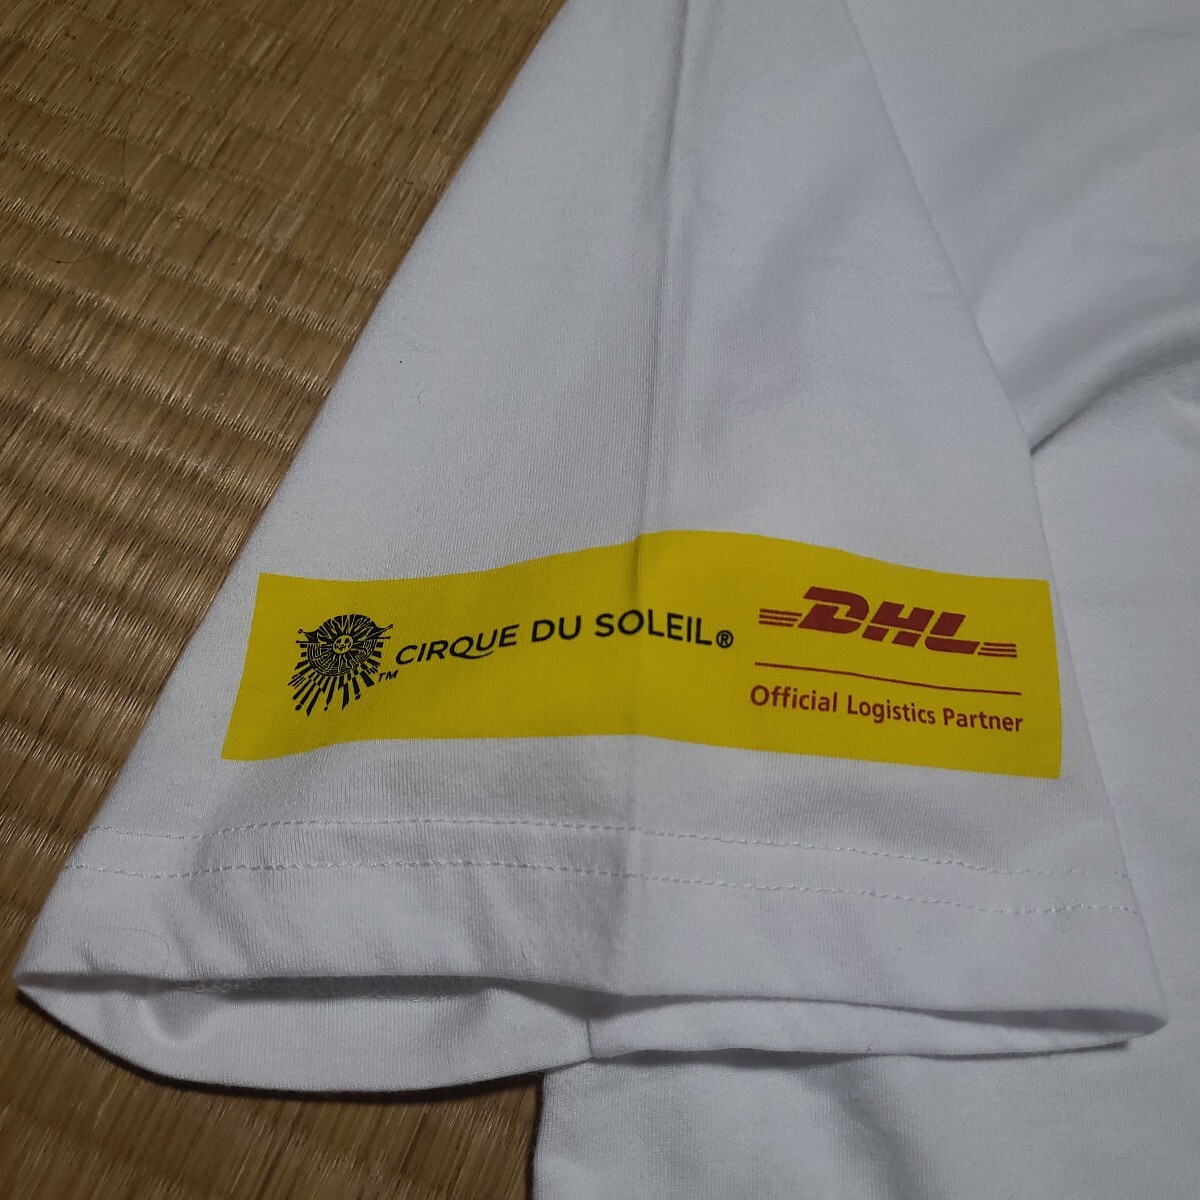 TM CIRQUE DU SOLEIL®
DHL
Official Logistics Partner